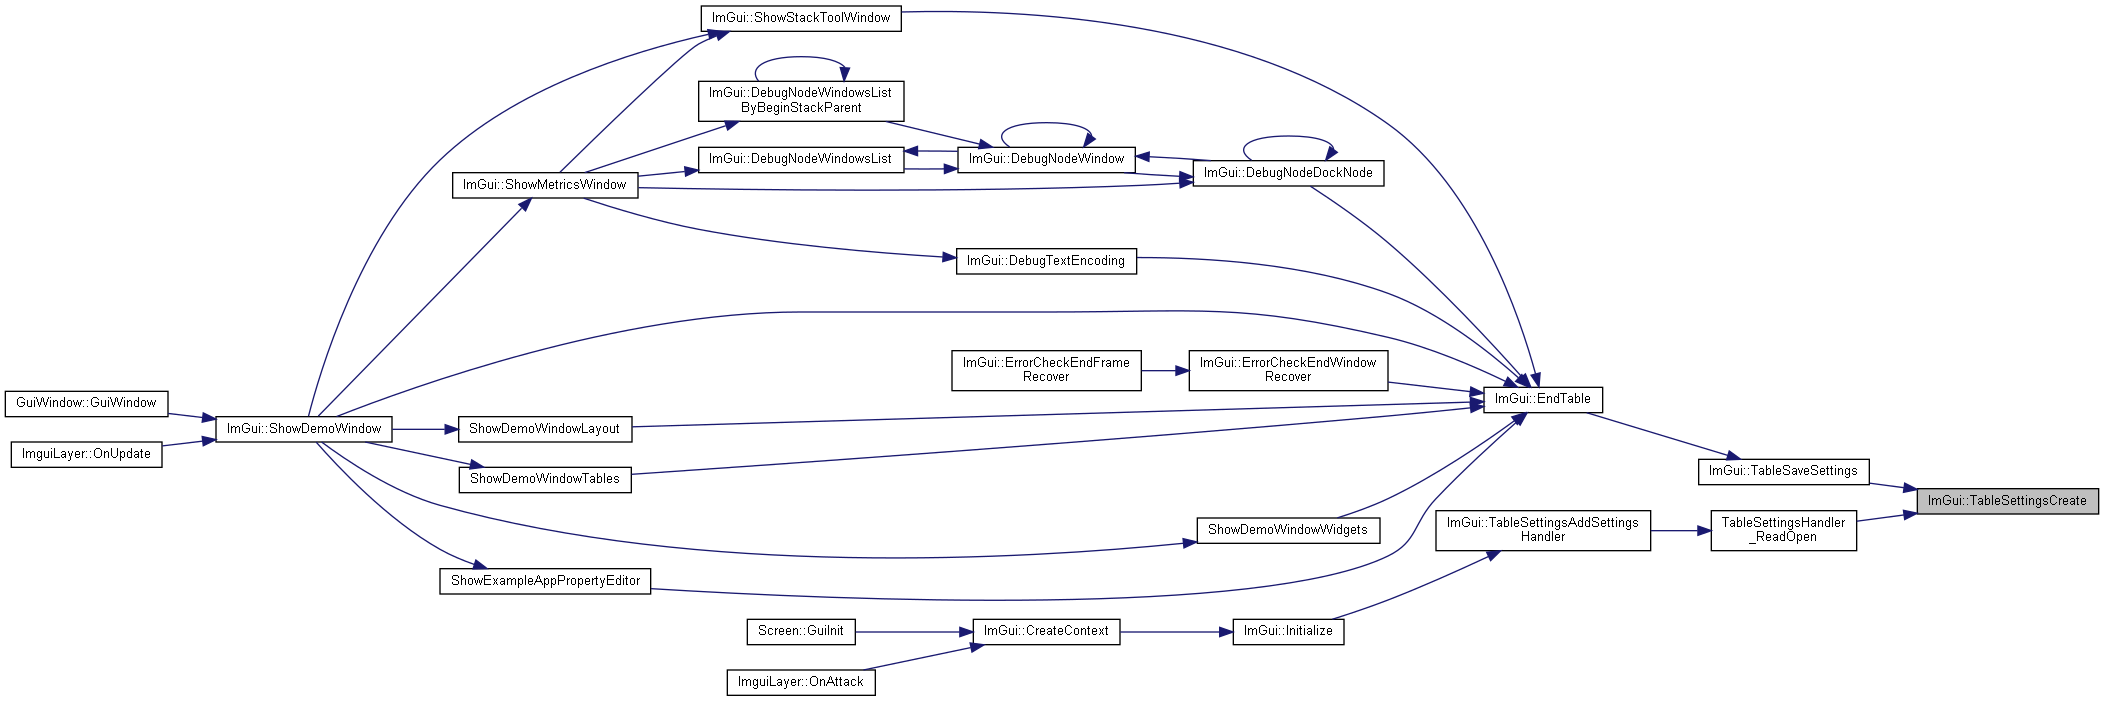 ImGui::ShowStackToolWindow
ImGui::DebugNodeWindowsList
ByBeginStackParent
ImGui::DebugNodeWindowsList
ImGui::DebugNodeWindow
ImGui::DebugNodeDockNode
ImGui::ShowMetricsWindow
ImGui::DebugTextEncoding
ImGui::ErrorCheckEndFrame
Recover
ImGui::ErrorCheckEndWindow
Recover
ImGui::EndTable
GuiWindow::GuiWindow
ImGui::ShowDemoWindow
ShowDemoWindowLayout
ImguiLayer::OnUpdate
ShowDemoWindowTables
ImGui::TableSaveSettings
ImGui::TableSettingsCreate
ShowDemoWindowWidgets
ImGui::TableSettingsAddSettings
Handler
TableSettingsHandler
_ReadOpen
ShowExampleAppPropertyEditor
Screen::GuiInit
ImGui::CreateContext
ImGui::Initialize
ImguiLayer::OnAttack